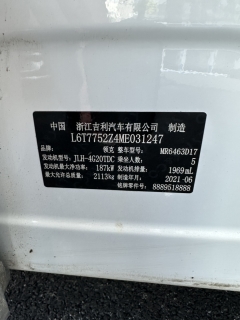 中国 浙江吉利汽车有限公司 制造
L6T7752Z4ME031247
品牌 领克 整车型号: MR6463D17
发动机型号: JLH-4G20TDC 乘坐人数: 5
发动机最大净功率: 187kW 发动机排量: 1969mL
最大允许总质量: 2113kg 制造年月: 2021-06
铭牌零件号: 8889518888